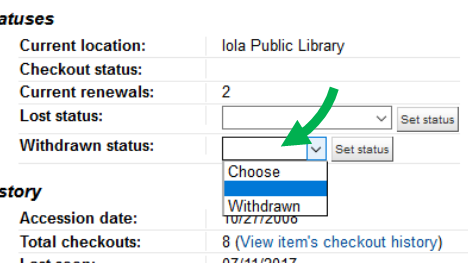 atuses
Current location: Iola Public Library
Checkout status:
Current renewals: 2
Lost status: Set status
Withdrawn status: Set status
Choose
Withdrawn
story
Accession date: 10/27/2008
Total checkouts: 8 (View item's checkout history)
Last seen: 07/11/2017